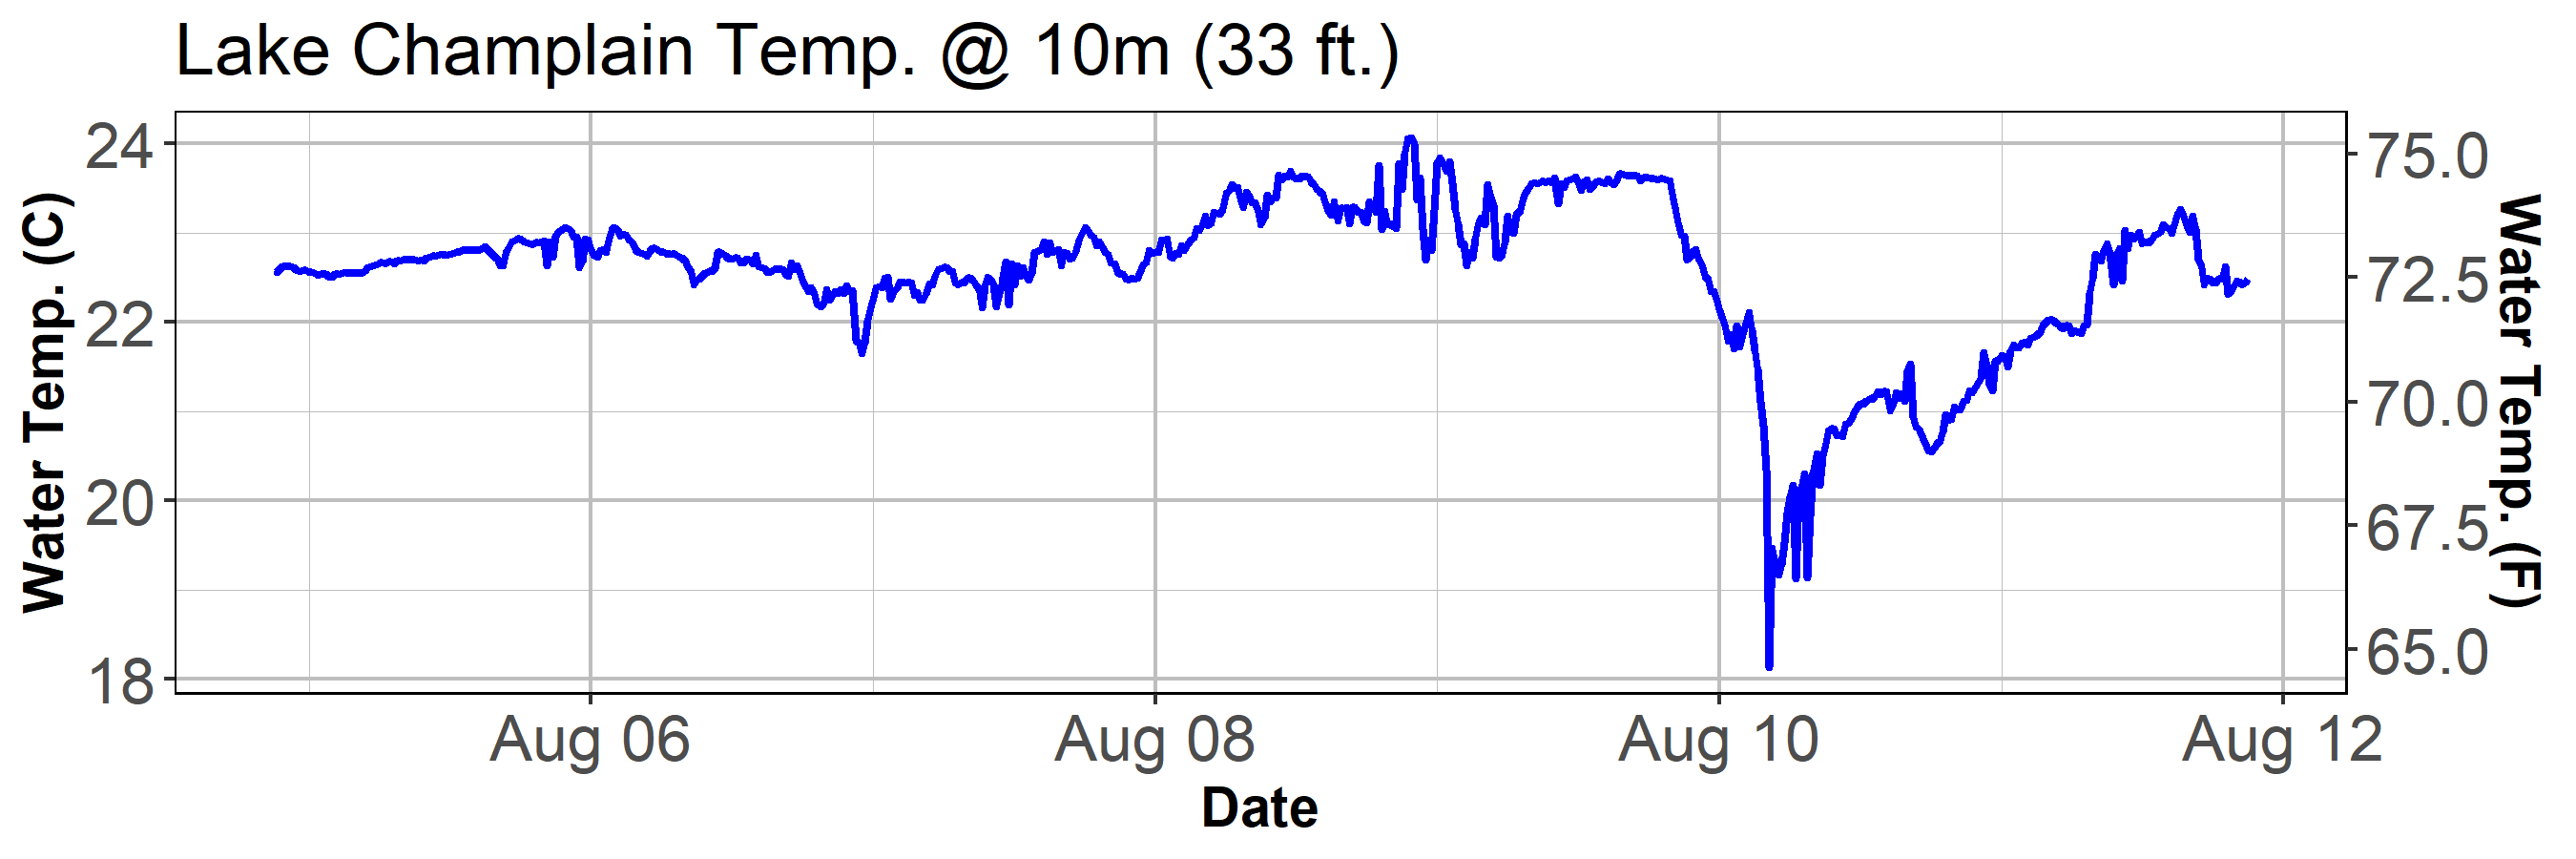 Lake Champlain Temp. @ 10m (33 ft.)
Water Temp. (C)
24
22
20
18
75.0
72.5
70.0
67.5
65.0
Water Temp. (F)
Aug 06 Aug 08 Aug 10 Aug 12
Date